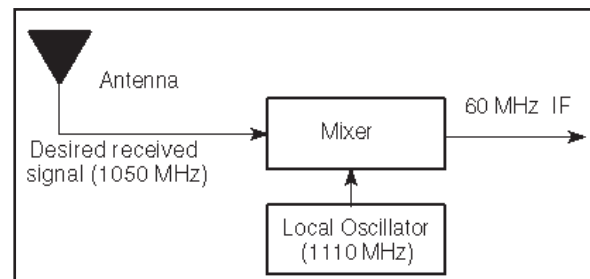 Antenna
60 MHz IF
Mixer
Desired received
signal (1050 MHz)
Local Oscillator
(1110 MHz)